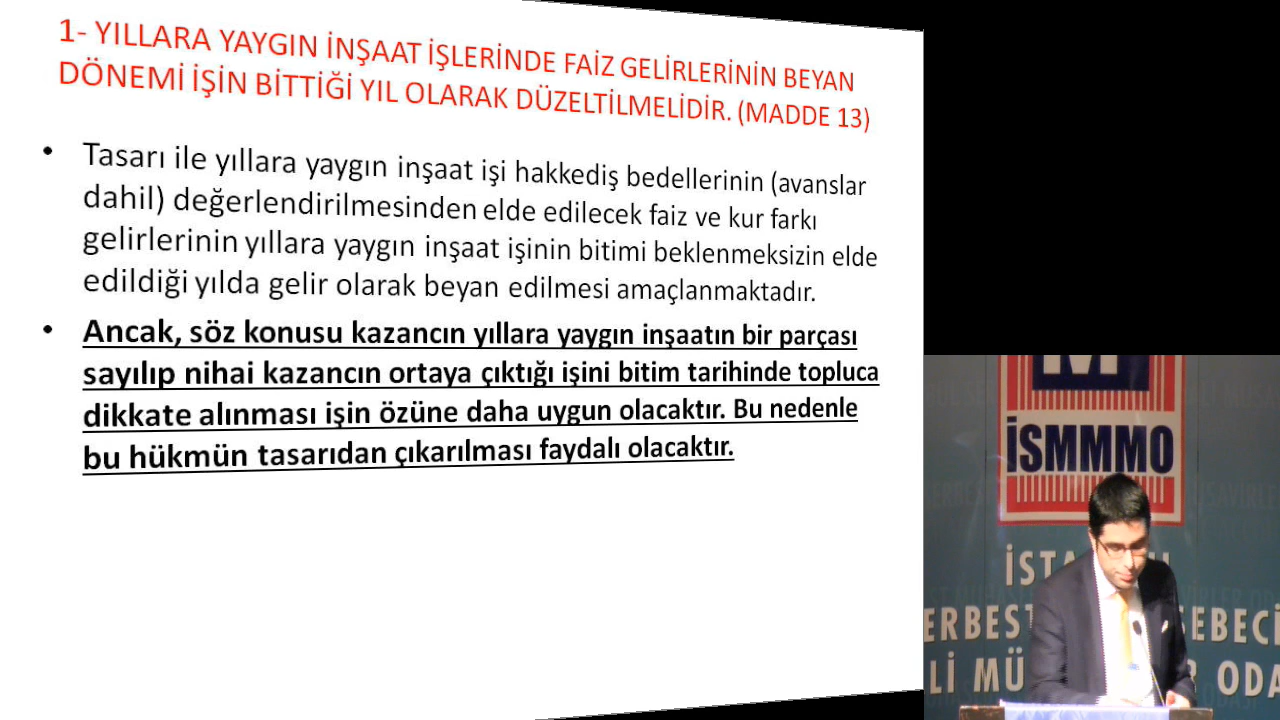 1- YILLARA YAYGIN İNŞAAT İŞLERİNDE FAİZ GELİRLERİNİN BEYAN
DÖNEMİ İŞİN BİTTİĞİ YIL OLARAK DÜZELTİLMELİDİR. (MADDE 13)
• Tasarı ile yıllara yaygın inşaat işi hakkediş bedellerinin (avanslar
dahil) değerlendirilmesinden elde edilecek faiz ve kur farkı
gelirlerinin yıllara yaygın inşaat işinin bitimi beklenmeksizin elde
edildiği yılda gelir olarak beyan edilmesi amaçlanmaktadır.
• Ancak, söz konusu kazancın yıllara yaygın inşaatın bir parçası
sayılıp nihai kazancın ortaya çıktığı işini bitim tarihinde topluca
dikkate alınması işin özüne daha uygun olacaktır. Bu nedenle
bu hükmün tasarıdan çıkarılması faydalı olacaktır.
İSMMMO